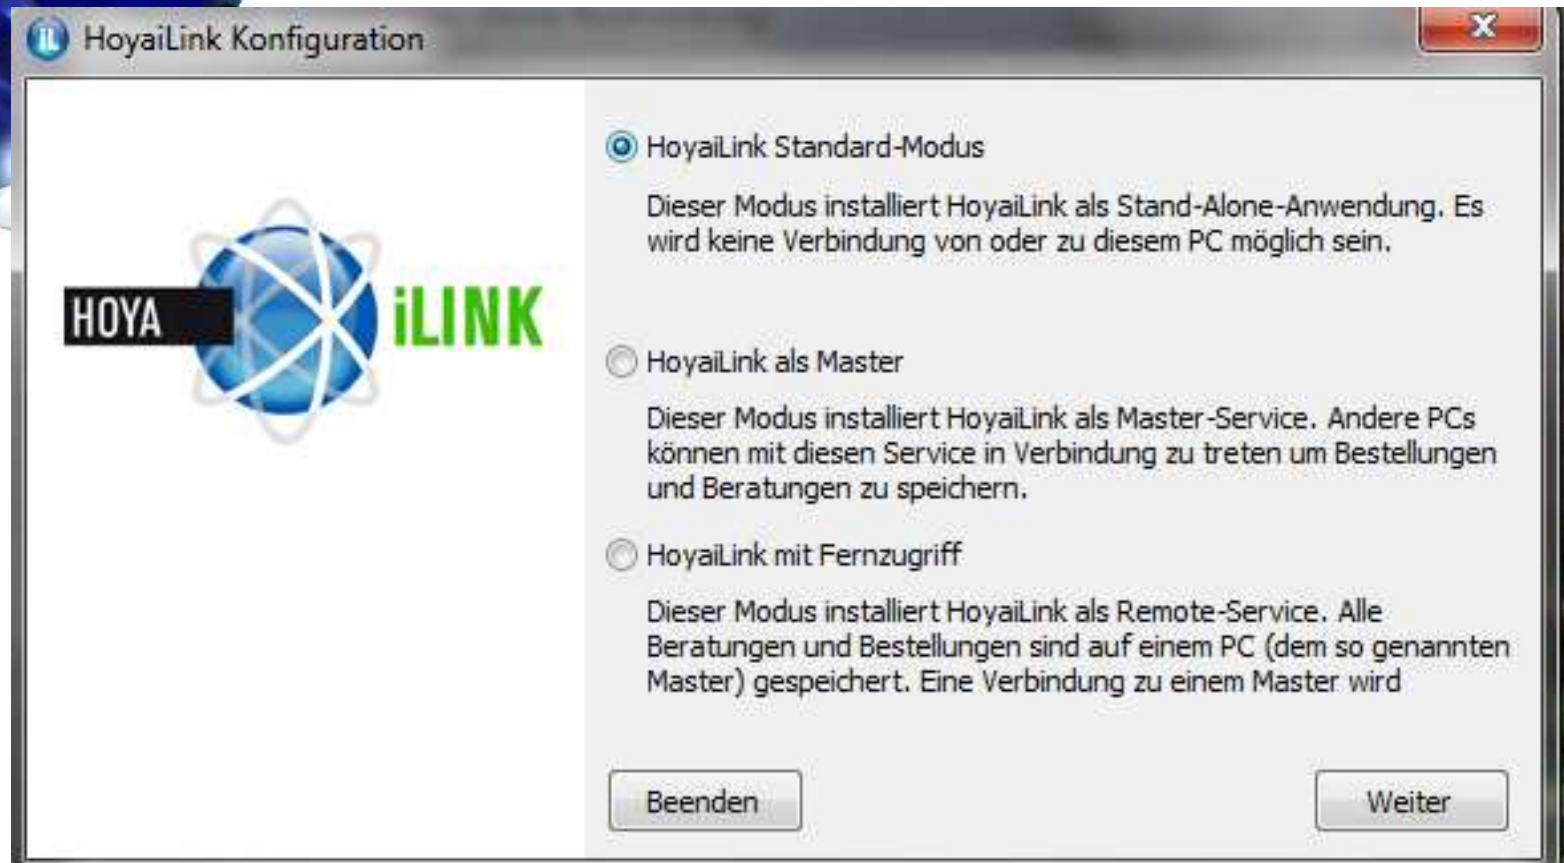 iL HoyaiLink Konfiguration
x
HoyaiLink Standard-Modus
Dieser Modus installiert HoyaiLink als Stand-Alone-Anwendung. Es
wird keine Verbindung von oder zu diesem PC möglich sein.
HOYA iLINK
HoyaiLink als Master
Dieser Modus installiert HoyaiLink als Master-Service. Andere PCs
können mit diesen Service in Verbindung zu treten um Bestellungen
und Beratungen zu speichern.
HoyaiLink mit Fernzugriff
Dieser Modus installiert HoyaiLink als Remote-Service. Alle
Beratungen und Bestellungen sind auf einem PC (dem so genannten
Master) gespeichert. Eine Verbindung zu einem Master wird
Beenden
Weiter